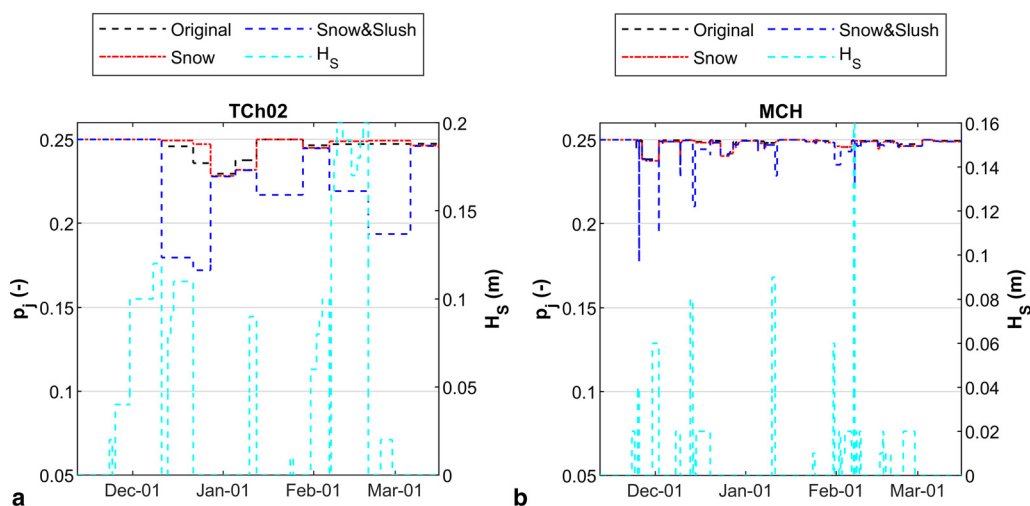 Original
Snow&Slush
Snow
H_S
Original
Snow&Slush
Snow
H_S
TCh02
0.25
0.2
0.15
0.1
0.05
p_j (-)
0.2
0.15
0.1
0.05
0
H_S (m)
Dec-01 Jan-01 Feb-01 Mar-01
a
MCH
0.25
0.2
0.15
0.1
0.05
p_j (-)
0.16
0.14
0.12
0.1
0.08
0.06
0.04
0.02
0
H_S (m)
Dec-01 Jan-01 Feb-01 Mar-01
b